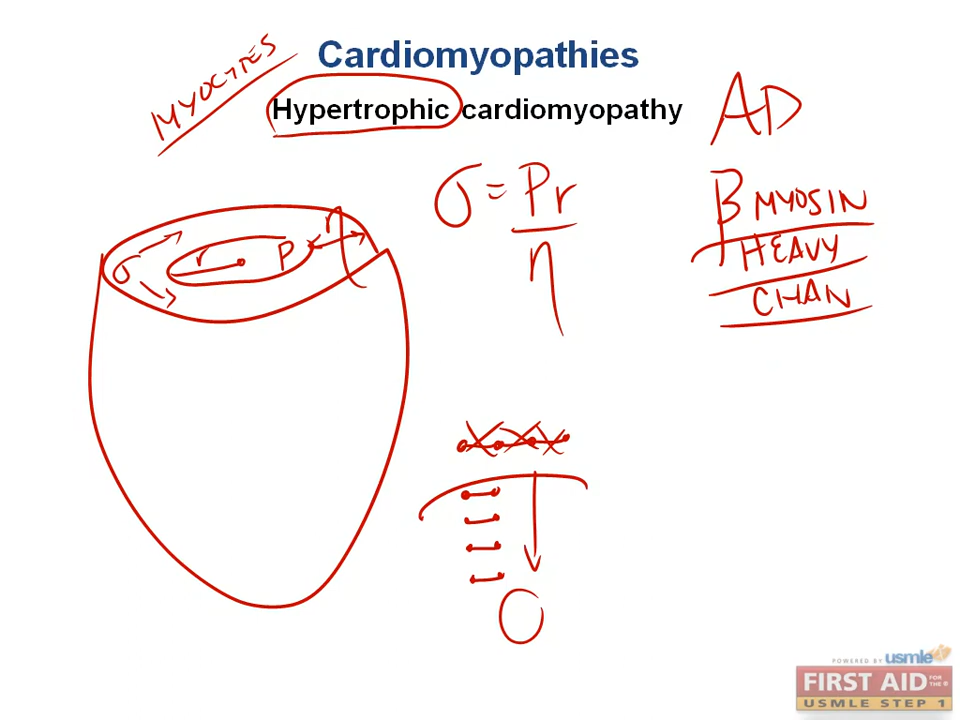 Cardiomyopathies
MYOCYTES
Hypertrophic cardiomyopathy
AD
σ = Pr
η
β MYOSIN
HEAVY
CHAN
σ r P η
O
POWERED BY usmle
FIRST AID FOR THE®
USMLE STEP 1